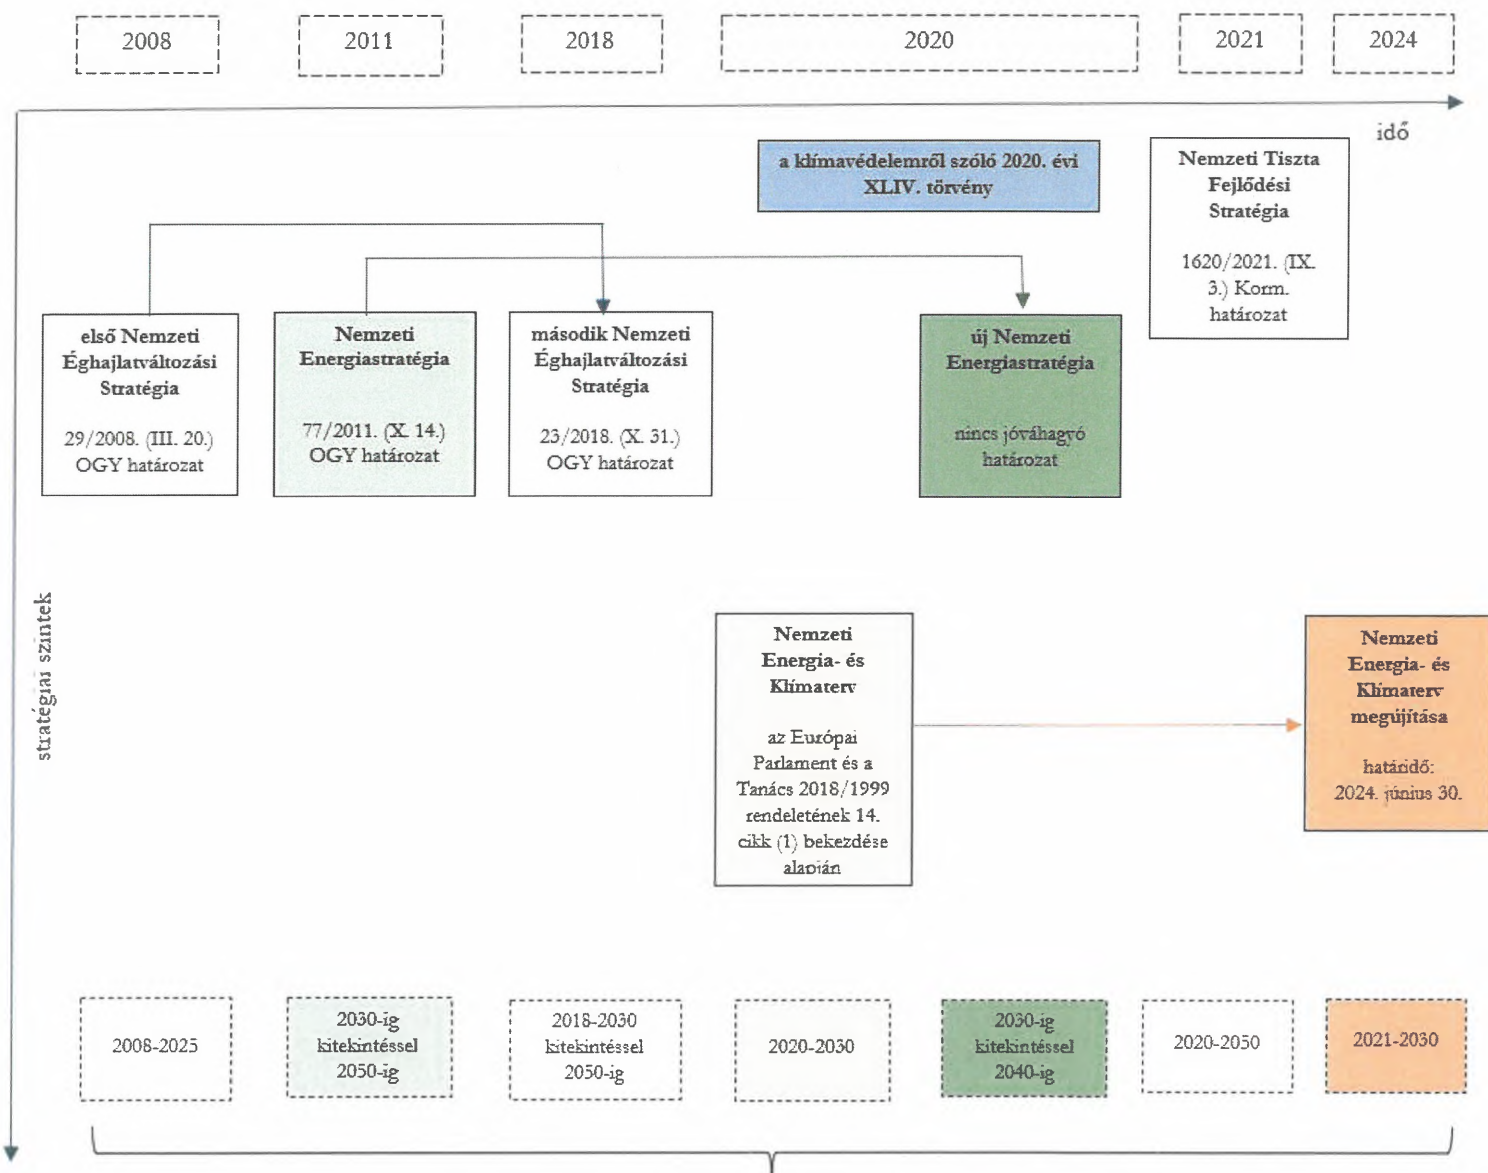 2008
2011
2018
2020
2021
2024
idő
a klímavédelemről szóló 2020. évi
XLIV. törvény
Nemzeti Tiszta
Fejlődési
Stratégia
1620/2021. (IX.
3.) Korm.
határozat
első Nemzeti
Éghajlatváltozási
Stratégia
29/2008. (III. 20.)
OGY határozat
Nemzeti
Energiastratégia
77/2011. (X. 14.)
OGY határozat
második Nemzeti
Éghajlatváltozási
Stratégia
23/2018. (X. 31.)
OGY határozat
új Nemzeti
Energiastratégia
nincs jóváhagyó
határozat
stratégiai szintek
Nemzeti
Energia- és
Klímaterv
az Európai
Parlament és a
Tanács 2018/1999
rendeletének 14.
cikk (1) bekezdése
alapján
Nemzeti
Energia- és
Klímaterv
megújítása
határidő:
2024. június 30.
2008-2025
2030-ig
kitekintéssel
2050-ig
2018-2030
kitekintéssel
2050-ig
2020-2030
2030-ig
kitekintéssel
2040-ig
2020-2050
2021-2030